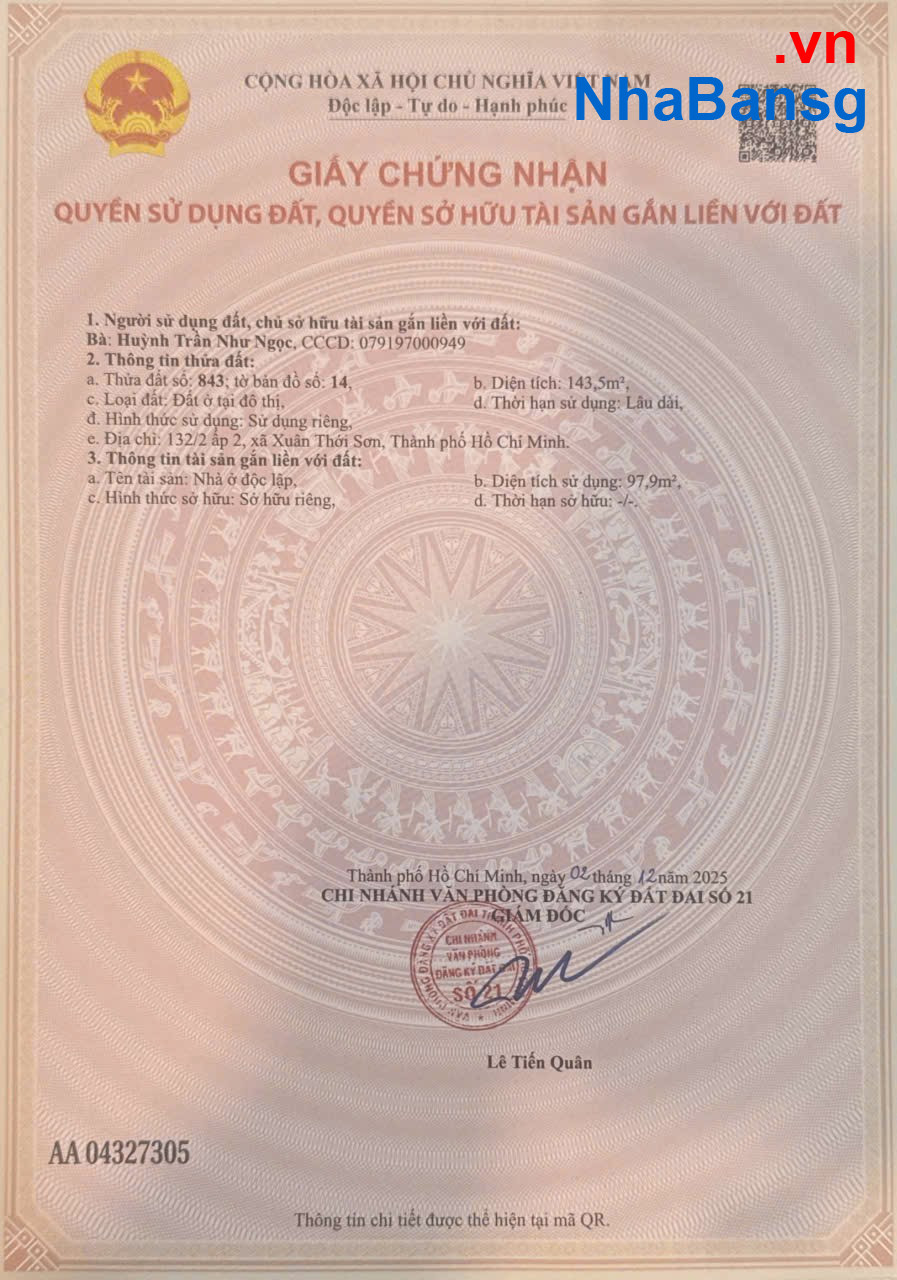 .vn
NhaBansg
CỘNG HÒA XÃ HỘI CHỦ NGHĨA VIỆT NAM
Độc lập - Tự do - Hạnh phúc
GIẤY CHỨNG NHẬN
QUYỀN SỬ DỤNG ĐẤT, QUYỀN SỞ HỮU TÀI SẢN GẮN LIỀN VỚI ĐẤT
1. Người sử dụng đất, chủ sở hữu tài sản gắn liền với đất:
Bà: Huỳnh Trần Như Ngọc, CCCD: 079197000949
2. Thông tin thửa đất:
a. Thửa đất số: 843; tờ bản đồ số: 14, b. Diện tích: 143,5m²,
c. Loại đất: Đất ở tại đô thị, d. Thời hạn sử dụng: Lâu dài,
đ. Hình thức sử dụng: Sử dụng riêng,
e. Địa chỉ: 132/2 ấp 2, xã Xuân Thới Sơn, Thành phố Hồ Chí Minh.
3. Thông tin tài sản gắn liền với đất:
a. Tên tài sản: Nhà ở độc lập, b. Diện tích sử dụng: 97,9m²,
c. Hình thức sở hữu: Sở hữu riêng, d. Thời hạn sở hữu: -/-.
Thành phố Hồ Chí Minh, ngày 02 tháng 12 năm 2025
CHI NHÁNH VĂN PHÒNG ĐĂNG KÝ ĐẤT ĐAI SỐ 21
GIÁM ĐỐC
CHI NHÁNH
VĂN PHÒNG
ĐĂNG KÝ ĐẤT ĐAI
SỐ 21
Lê Tiến Quân
AA 04327305
Thông tin chi tiết được thể hiện tại mã QR.